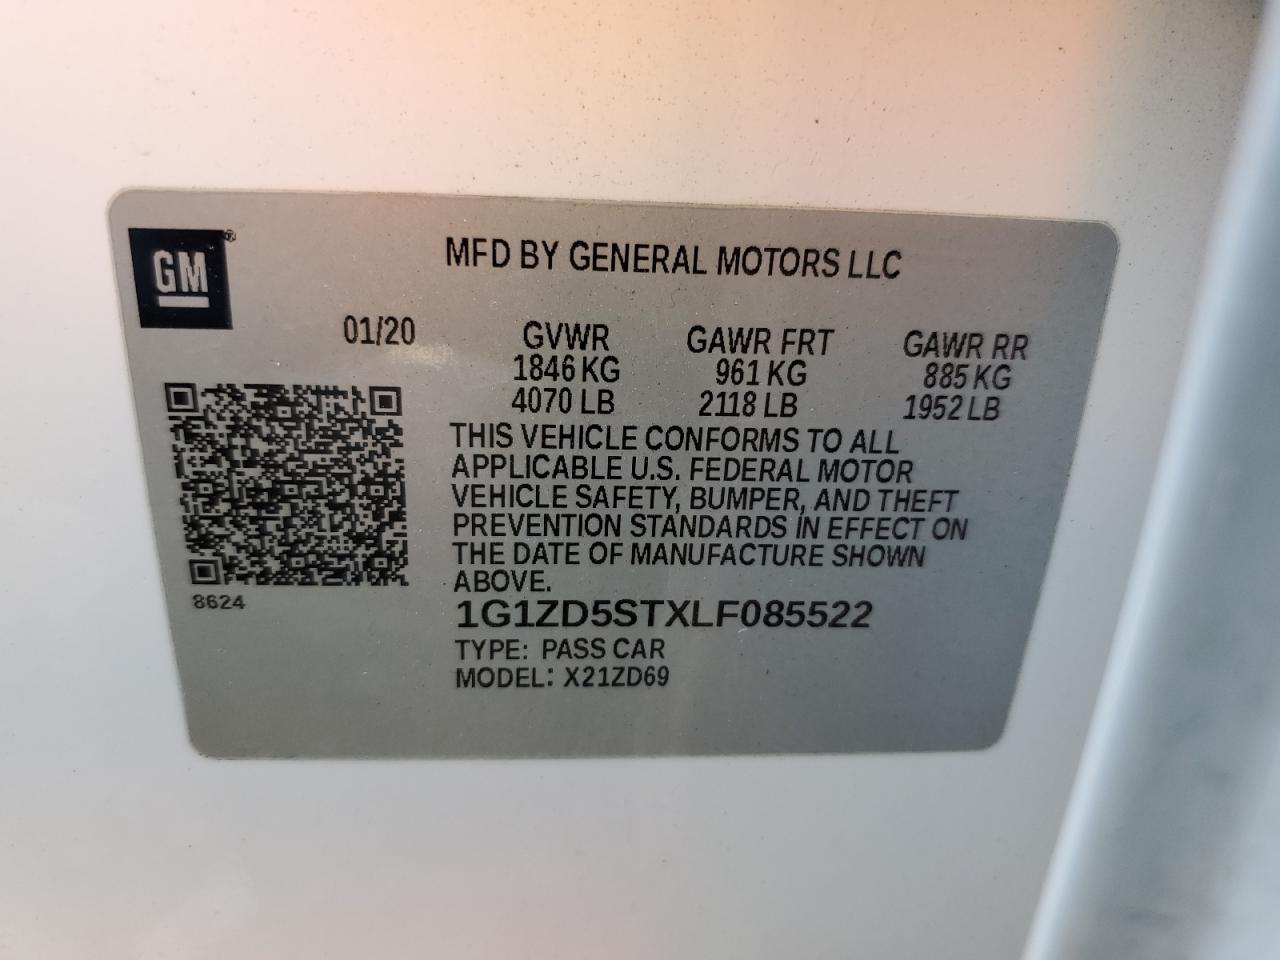 GM®
MFD BY GENERAL MOTORS LLC
01/20 GVWR GAWR FRT GAWR RR
1846 KG 961 KG 885 KG
4070 LB 2118 LB 1952 LB
THIS VEHICLE CONFORMS TO ALL
APPLICABLE U.S. FEDERAL MOTOR
VEHICLE SAFETY, BUMPER, AND THEFT
PREVENTION STANDARDS IN EFFECT ON
THE DATE OF MANUFACTURE SHOWN
ABOVE.
8624
1G1ZD5STXLF085522
TYPE: PASS CAR
MODEL: X21ZD69